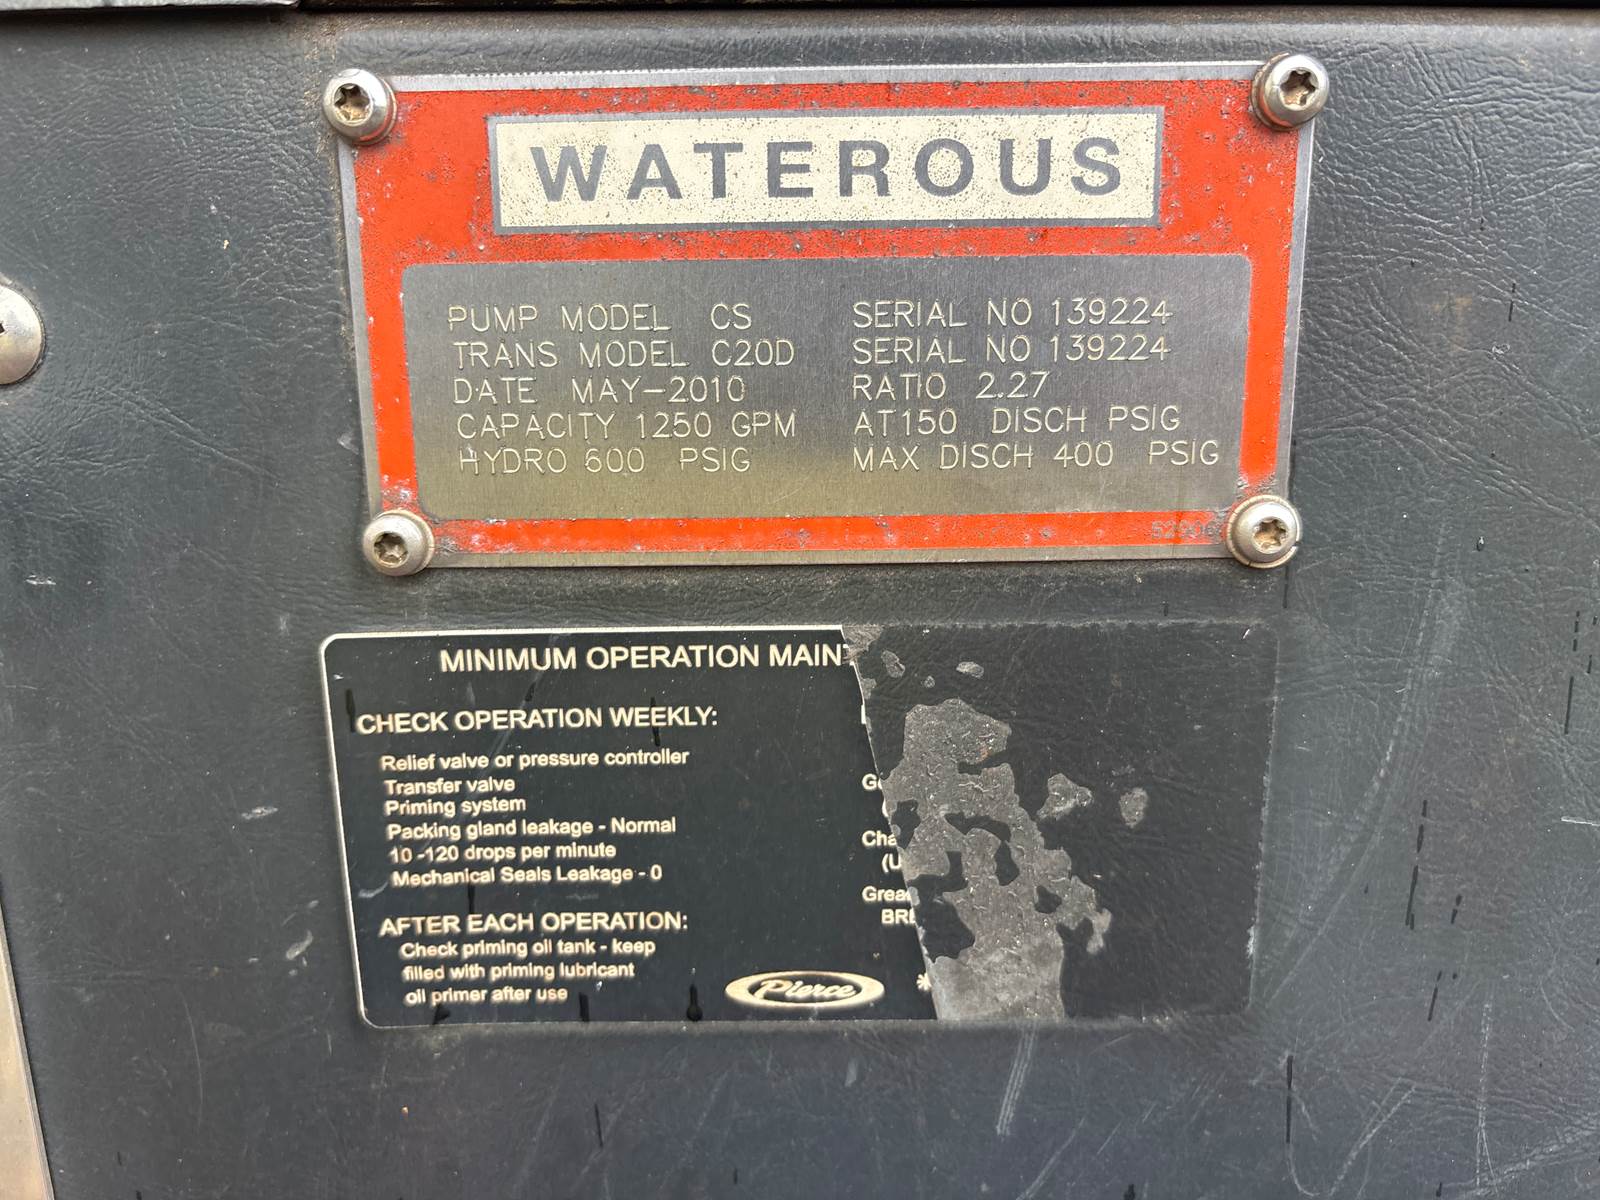 WATEROUS
PUMP MODEL CS SERIAL NO 139224
TRANS MODEL C20D SERIAL NO 139224
DATE MAY-2010 RATIO 2.27
CAPACITY 1250 GPM AT 150 DISCH PSIG
HYDRO 600 PSIG MAX DISCH 400 PSIG
MINIMUM OPERATION
CHECK OPERATION WEEKLY:
Relief valve or pressure controller
Transfer valve
Priming system
Packing gland leakage - Normal
10 -120 drops per minute
Mechanical Seals Leakage - 0
AFTER EACH OPERATION:
Check priming oil tank - keep
filled with priming lubricant
oil primer after use
Pierce